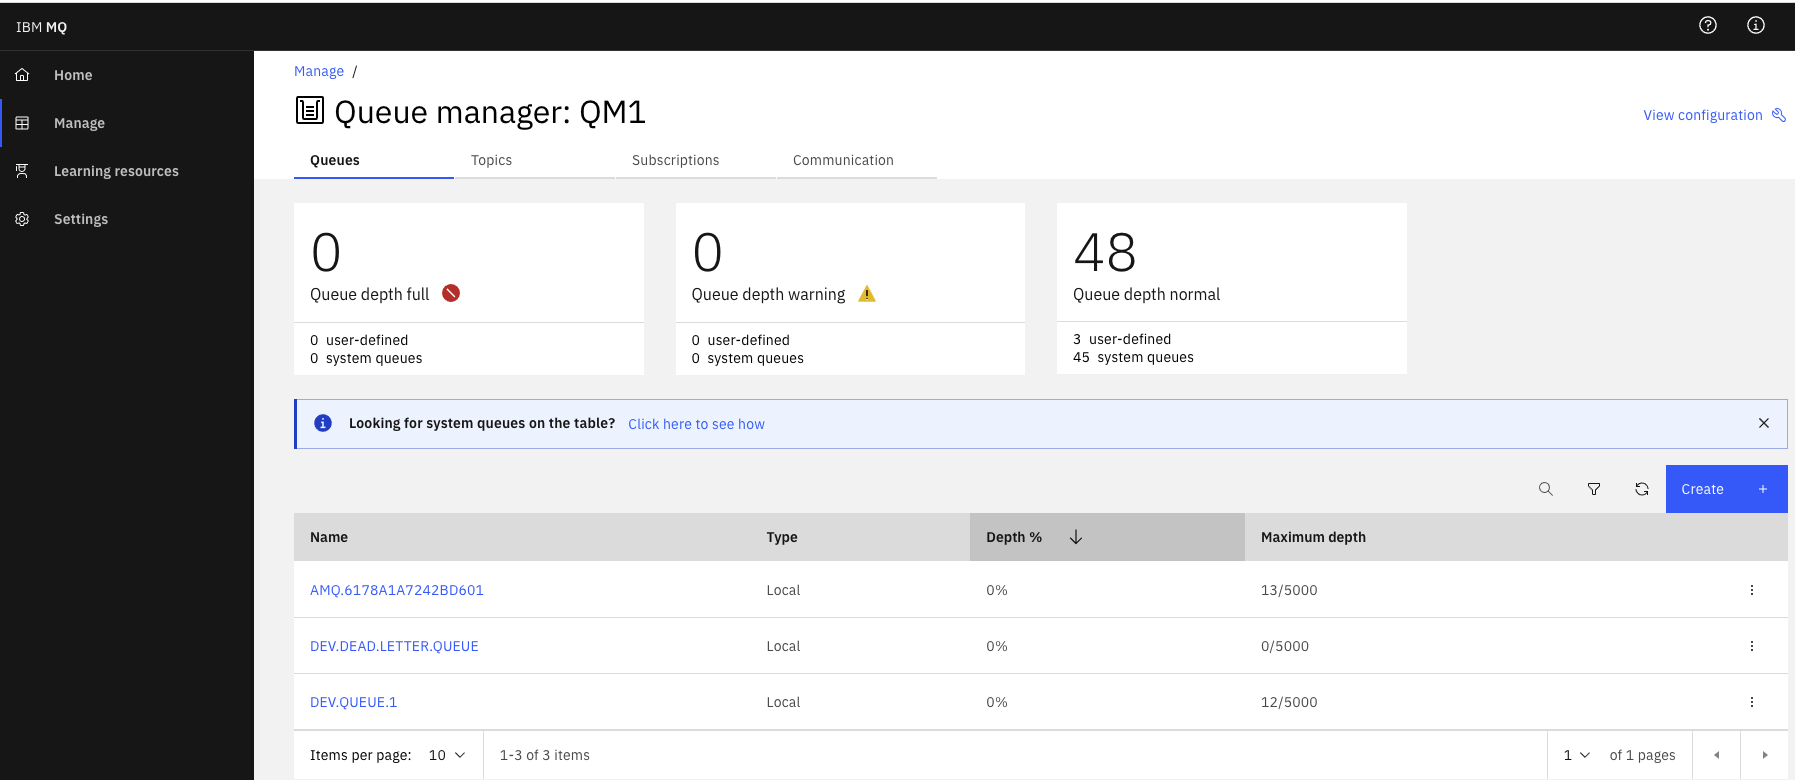 IBM MQ
Home
Manage
Learning resources
Settings
Manage /
Queue manager: QM1
View configuration
Queues Topics Subscriptions Communication
0
Queue depth full
0 user-defined
0 system queues
0
Queue depth warning
0 user-defined
0 system queues
48
Queue depth normal
3 user-defined
45 system queues
Looking for system queues on the table? Click here to see how
Create +
Name Type Depth % Maximum depth
AMQ.6178A1A7242BD601 Local 0% 13/5000
DEV.DEAD.LETTER.QUEUE Local 0% 0/5000
DEV.QUEUE.1 Local 0% 12/5000
Items per page: 10 1-3 of 3 items 1 of 1 pages